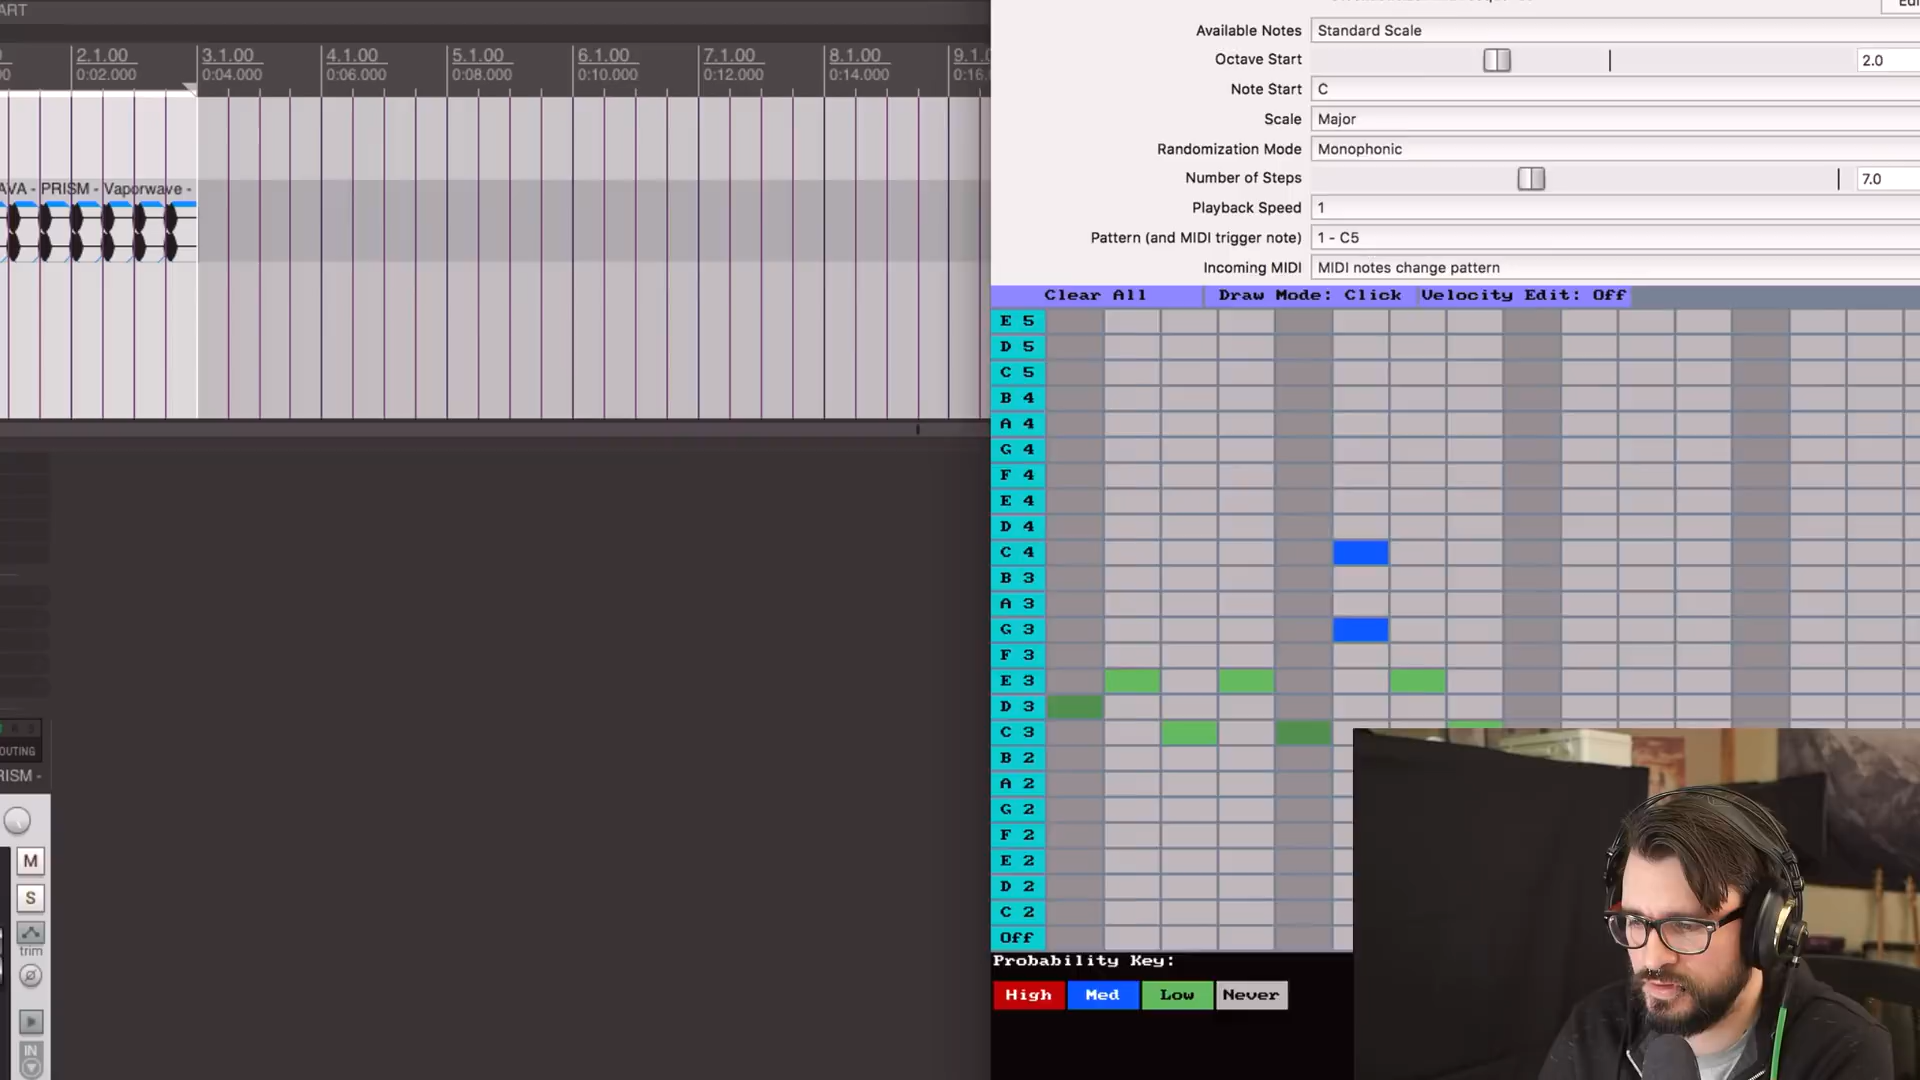 ART
2.1.00 3.1.00 4.1.00 5.1.00 6.1.00 7.1.00 8.1.00 9.1.0
00 0:02.000 0:04.000 0:06.000 0:08.000 0:10.000 0:12.000 0:14.000 0:16.
AVA - PRISM - Vaporwave -
OUTING
RISM -
M
S
trim
IN
Edi
Available Notes Standard Scale
Octave Start 2.0
Note Start C
Scale Major
Randomization Mode Monophonic
Number of Steps 7.0
Playback Speed 1
Pattern (and MIDI trigger note) 1 - C5
Incoming MIDI MIDI notes change pattern
Clear All Draw Mode: Click Velocity Edit: Off
E 5
D 5
C 5
B 4
A 4
G 4
F 4
E 4
D 4
C 4
B 3
A 3
G 3
F 3
E 3
D 3
C 3
B 2
A 2
G 2
F 2
E 2
D 2
C 2
Off
Probability Key:
High Med Low Never